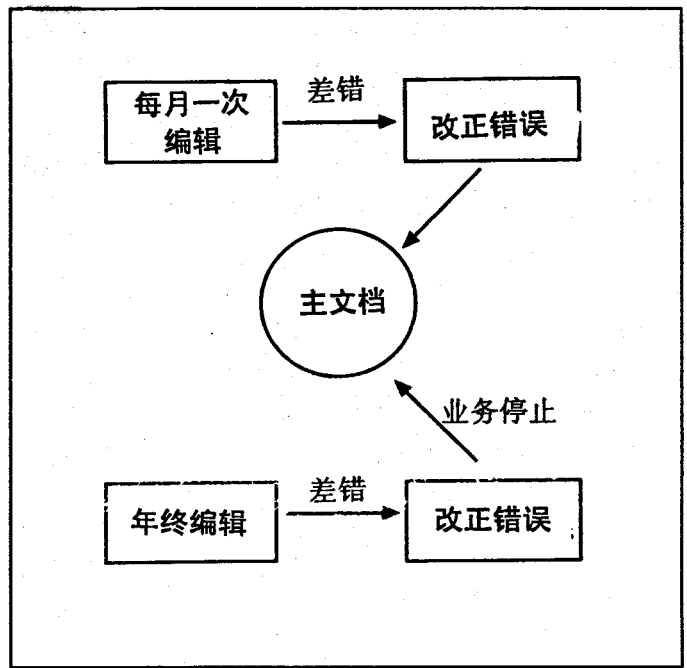 每月一次
编辑
差错
改正错误
主文档
业务停止
年终编辑
差错
改正错误